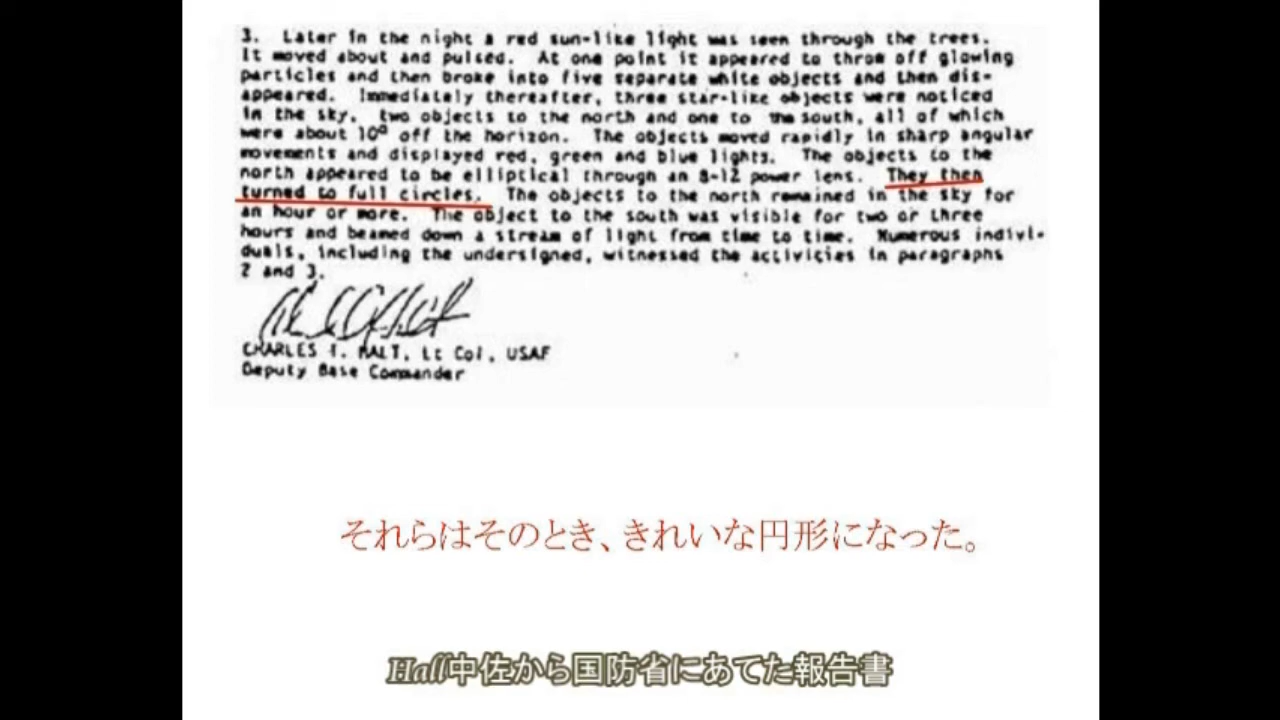 3. Later in the night a red sun-like light was seen through the trees.
It moved about and pulsed. At one point it appeared to throw off glowing
particles and then broke into five separate white objects and then dis-
appeared. Immediately thereafter, three star-like objects were noticed
in the sky, two objects to the north and one to the south, all of which
were about 10° off the horizon. The objects moved rapidly in sharp angular
movements and displayed red, green and blue lights. The objects to the
north appeared to be elliptical through an 8-12 power lens. They then
turned to full circles. The objects to the north remained in the sky for
an hour or more. The object to the south was visible for two or three
hours and beamed down a stream of light from time to time. Numerous indivi-
duals, including the undersigned, witnessed the activities in paragraphs
2 and 3.
CHARLES I. HALT, Lt Col, USAF
Deputy Base Commander
それらはそのとき、きれいな円形になった。
Hall中佐から国防省にあてた報告書